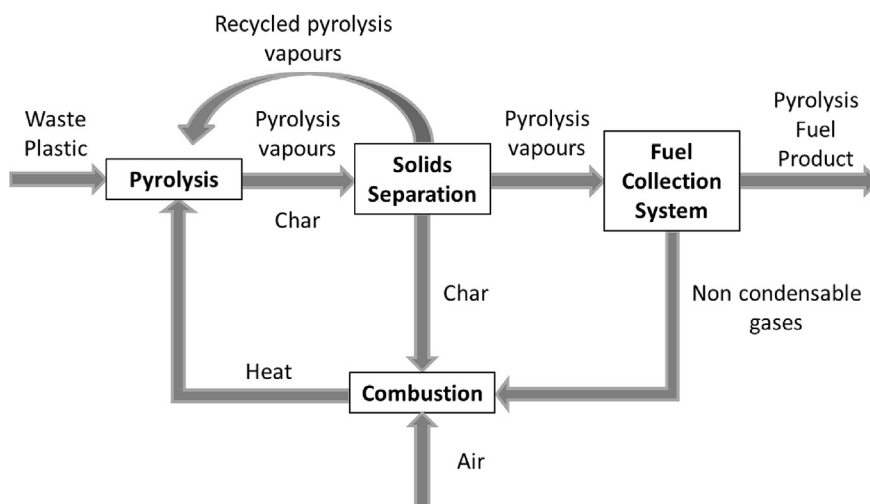 Recycled pyrolysis
vapours
Waste
Plastic
Pyrolysis
vapours
Pyrolysis
vapours
Pyrolysis
Fuel
Product
Pyrolysis
Solids
Separation
Fuel
Collection
System
Char
Char
Non condensable
gases
Heat
Combustion
Air